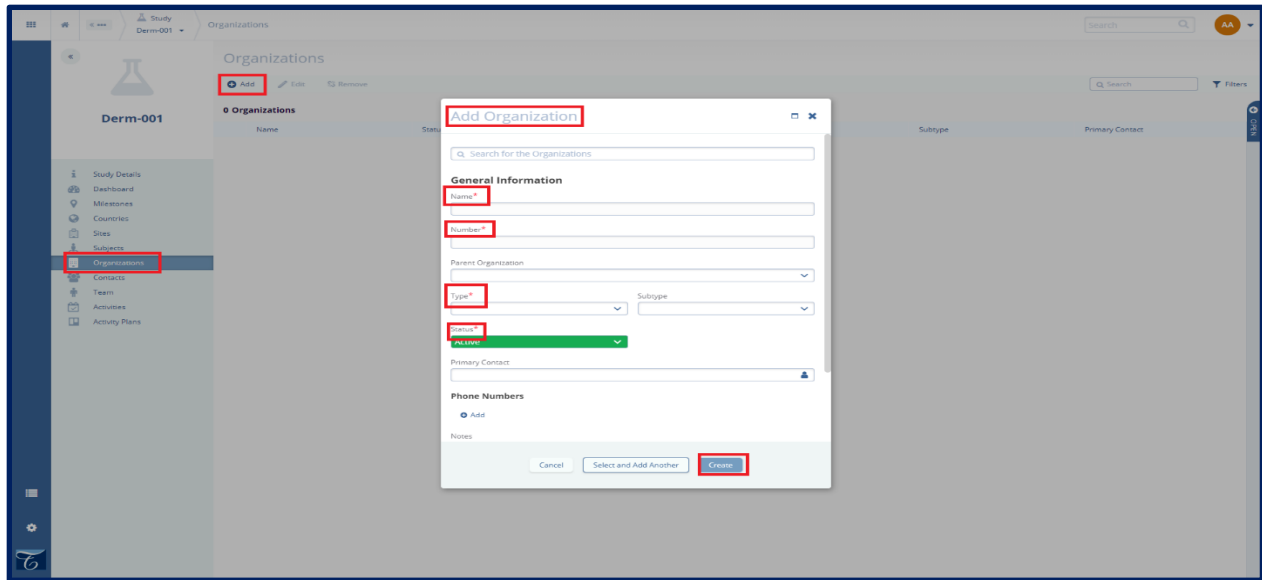 Study
Derm-001
Organizations
Search
AA
Organizations
Add
Edit
Remove
Search
Filters
Derm-001
0 Organizations
Name
Statu
Subtype
Primary Contact
OPEN
Study Details
Dashboard
Milestones
Countries
Sites
Subjects
Organizations
Contacts
Team
Activities
Activity Plans
Add Organization
Search for the Organizations
General Information
Name*
Number*
Parent Organization
Type*
Subtype
Status*
Active
Primary Contact
Phone Numbers
Add
Notes
Cancel
Select and Add Another
Create